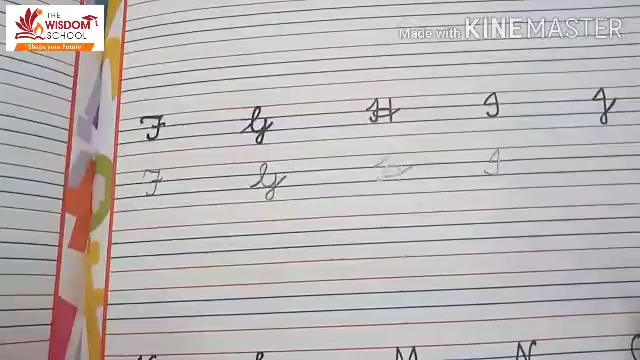 THE
WISDOM
SCHOOL
"Shape your Future"
Made with KINEMASTER
F G H I J
F G H I
M N